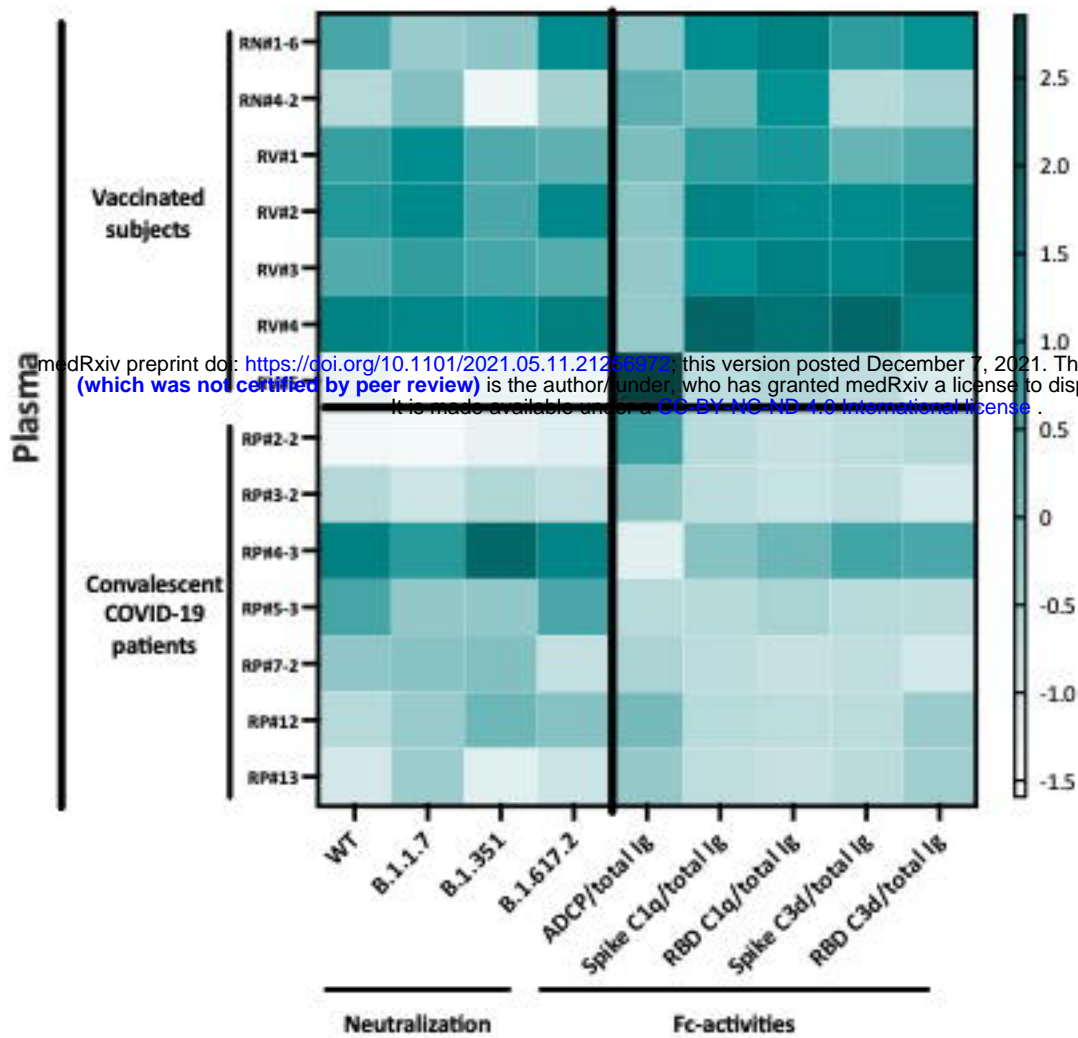 Plasma
Vaccinated
subjects
Convalescent
COVID-19
patients
RN#1-6
RN#4-2
RV#1
RV#2
RV#3
RV#4
medRxiv preprint doi: https://doi.org/10.1101/2021.05.11.21256972; this version posted December 7, 2021. Th
(which was not certified by peer review) is the author/funder, who has granted medRxiv a license to disp
It is made available under a CC-BY-NC-ND 4.0 International license .
RP#2-2
RP#3-2
RP#4-3
RP#5-3
RP#7-2
RP#12
RP#13
2.5
2.0
1.5
1.0
0.5
0
-0.5
-1.0
-1.5
WT
B.1.1.7
B.1.351
B.1.617.2
ADCP/total Ig
Spike C1q/total Ig
RBD C1q/total Ig
Spike C3d/total Ig
RBD C3d/total Ig
Neutralization
Fc-activities